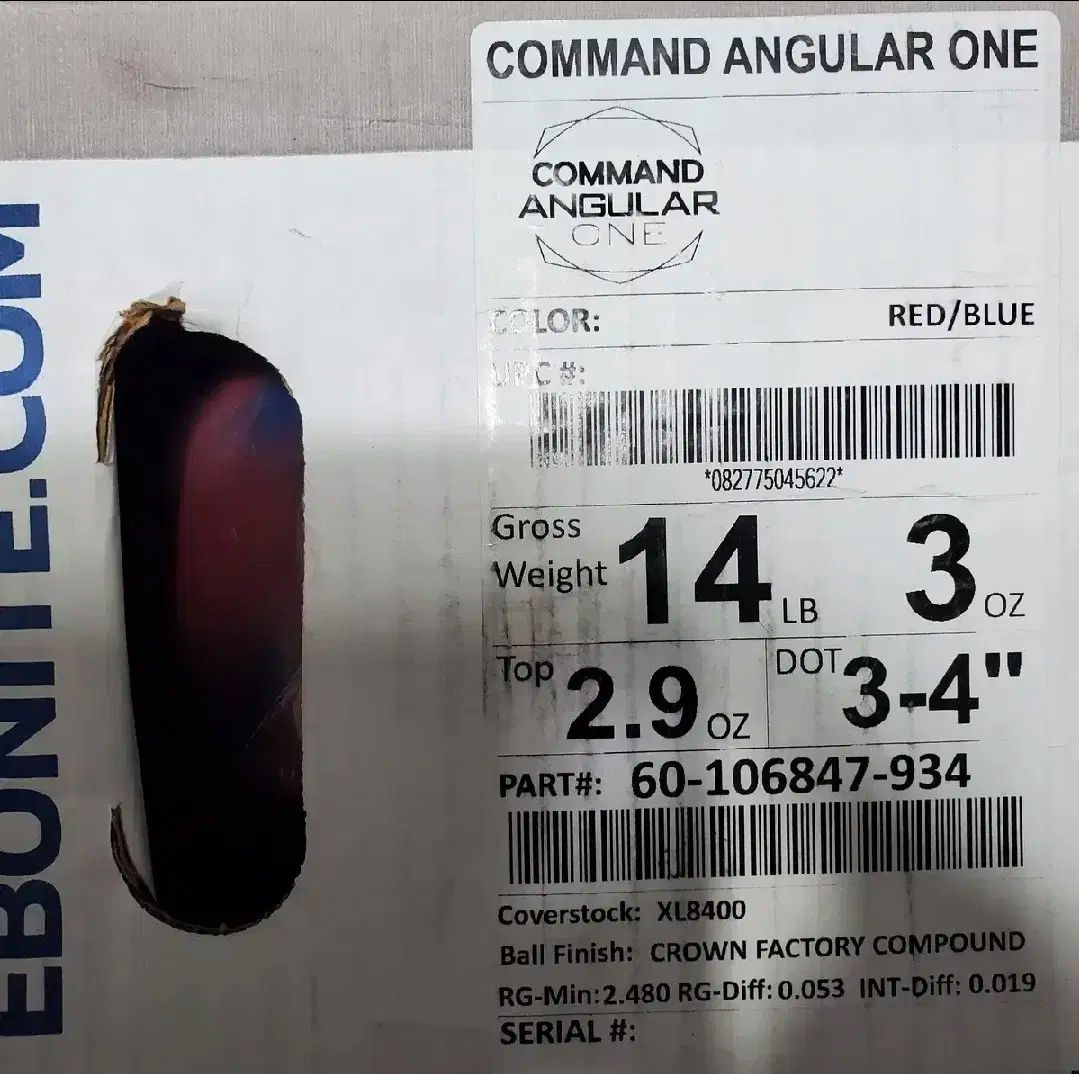 COMMAND ANGULAR ONE
COMMAND
ANGULAR
ONE
COLOR: RED/BLUE
UPC #:
*082775045622*
Gross Weight 14 LB 3 OZ
Top 2.9 OZ DOT 3-4"
PART#: 60-106847-934
Coverstock: XL8400
Ball Finish: CROWN FACTORY COMPOUND
RG-Min:2.480 RG-Diff: 0.053 INT-Diff: 0.019
SERIAL #:
EBONITE.COM